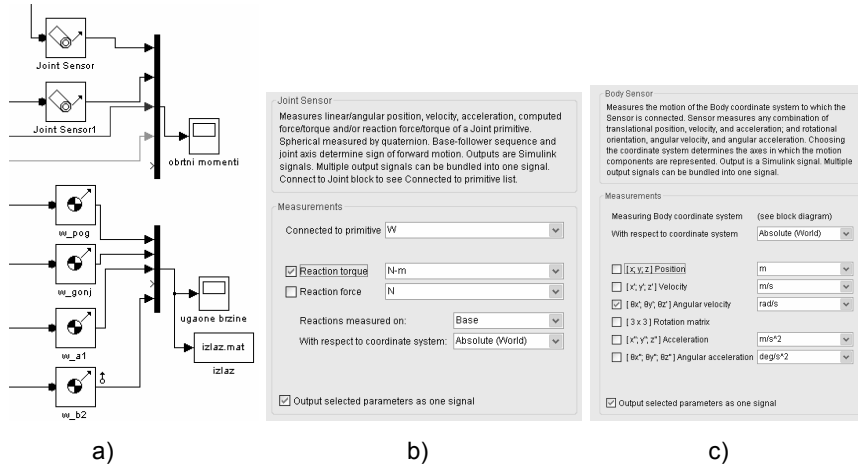 Joint Sensor
Joint Sensor1
obrtni momenti
w_pog
w_gonj
ugaone brzine
w_a1
izlaz.mat
izlaz
w_b2
a)
Joint Sensor
Measures linear/angular position, velocity, acceleration, computed
force/torque and/or reaction force/torque of a Joint primitive.
Spherical measured by quaternion. Base-follower sequence and
joint axis determine sign of forward motion. Outputs are Simulink
signals. Multiple output signals can be bundled into one signal.
Connect to Joint block to see Connected to primitive list.
Measurements
Connected to primitive W
Reaction torque N-m
Reaction force N
Reactions measured on: Base
With respect to coordinate system: Absolute (World)
Output selected parameters as one signal
b)
Body Sensor
Measures the motion of the Body coordinate system to which the
Sensor is connected. Sensor measures any combination of
translational position, velocity, and acceleration; and rotational
orientation, angular velocity, and angular acceleration. Choosing
the coordinate system determines the axes in which the motion
components are represented. Output is a Simulink signal. Multiple
output signals can be bundled into one signal.
Measurements
Measuring Body coordinate system (see block diagram)
With respect to coordinate system Absolute (World)
[x; y; z] Position m
[x'; y'; z'] Velocity m/s
[θx'; θy'; θz'] Angular velocity rad/s
[3 x 3] Rotation matrix
[x"; y"; z"] Acceleration m/s^2
[θx"; θy"; θz"] Angular acceleration deg/s^2
Output selected parameters as one signal
c)